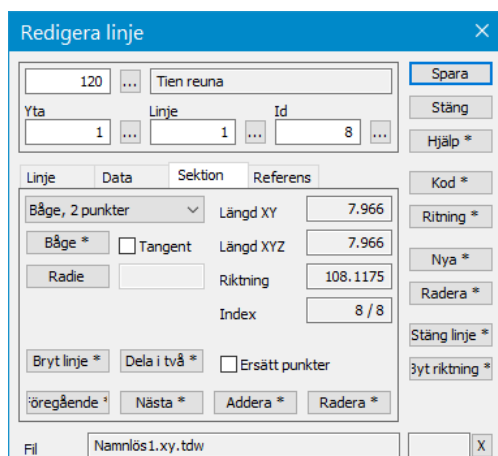 Redigera linje
120 ... Tien reuna
Spara
Yta Linje Id
Stäng
1 ... 1 ... 8 ...
Hjälp *
Linje Data Sektion Referens
Kod *
Båge, 2 punkter Längd XY 7.966
Ritning *
Båge * Tangent Längd XYZ 7.966
Nya *
Radie Riktning 108.1175
Radera *
Index 8 / 8
Stäng linje *
Bryt linje * Dela i två * Ersätt punkter
Byt riktning *
öregående * Nästa * Addera * Radera *
Fil Namnlös1.xy.tdw X